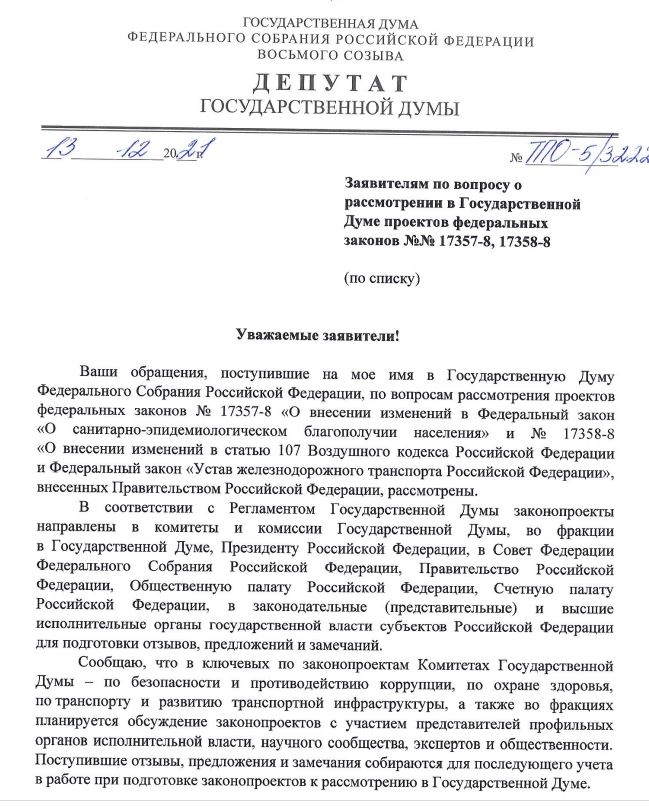 ГОСУДАРСТВЕННАЯ ДУМА
ФЕДЕРАЛЬНОГО СОБРАНИЯ РОССИЙСКОЙ ФЕДЕРАЦИИ
ВОСЬМОГО СОЗЫВА
ДЕПУТАТ
ГОСУДАРСТВЕННОЙ ДУМЫ
13 -12 2021 г. № ТТО-5/3222
Заявителям по вопросу о
рассмотрении в Государственной
Думе проектов федеральных
законов №№ 17357-8, 17358-8
(по списку)
Уважаемые заявители!
Ваши обращения, поступившие на мое имя в Государственную Думу
Федерального Собрания Российской Федерации, по вопросам рассмотрения проектов
федеральных законов № 17357-8 «О внесении изменений в Федеральный закон
«О санитарно-эпидемиологическом благополучии населения» и № 17358-8
«О внесении изменений в статью 107 Воздушного кодекса Российской Федерации
и Федеральный закон «Устав железнодорожного транспорта Российской Федерации»,
внесенных Правительством Российской Федерации, рассмотрены.
В соответствии с Регламентом Государственной Думы законопроекты
направлены в комитеты и комиссии Государственной Думы, во фракции
в Государственной Думе, Президенту Российской Федерации, в Совет Федерации
Федерального Собрания Российской Федерации, Правительство Российской
Федерации, Общественную палату Российской Федерации, Счетную палату
Российской Федерации, в законодательные (представительные) и высшие
исполнительные органы государственной власти субъектов Российской Федерации
для подготовки отзывов, предложений и замечаний.
Сообщаю, что в ключевых по законопроектам Комитетах Государственной
Думы – по безопасности и противодействию коррупции, по охране здоровья,
по транспорту и развитию транспортной инфраструктуры, а также во фракциях
планируется обсуждение законопроектов с участием представителей профильных
органов исполнительной власти, научного сообщества, экспертов и общественности.
Поступившие отзывы, предложения и замечания собираются для последующего учета
в работе при подготовке законопроектов к рассмотрению в Государственной Думе.